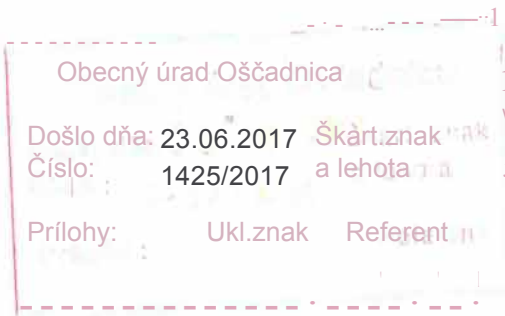 Obecný úrad Oščadnica
Došlo dňa: 23.06.2017 Škárt.znak
Číslo: 1425/2017 a lehota
Prílohy: Ukl.znak Referent